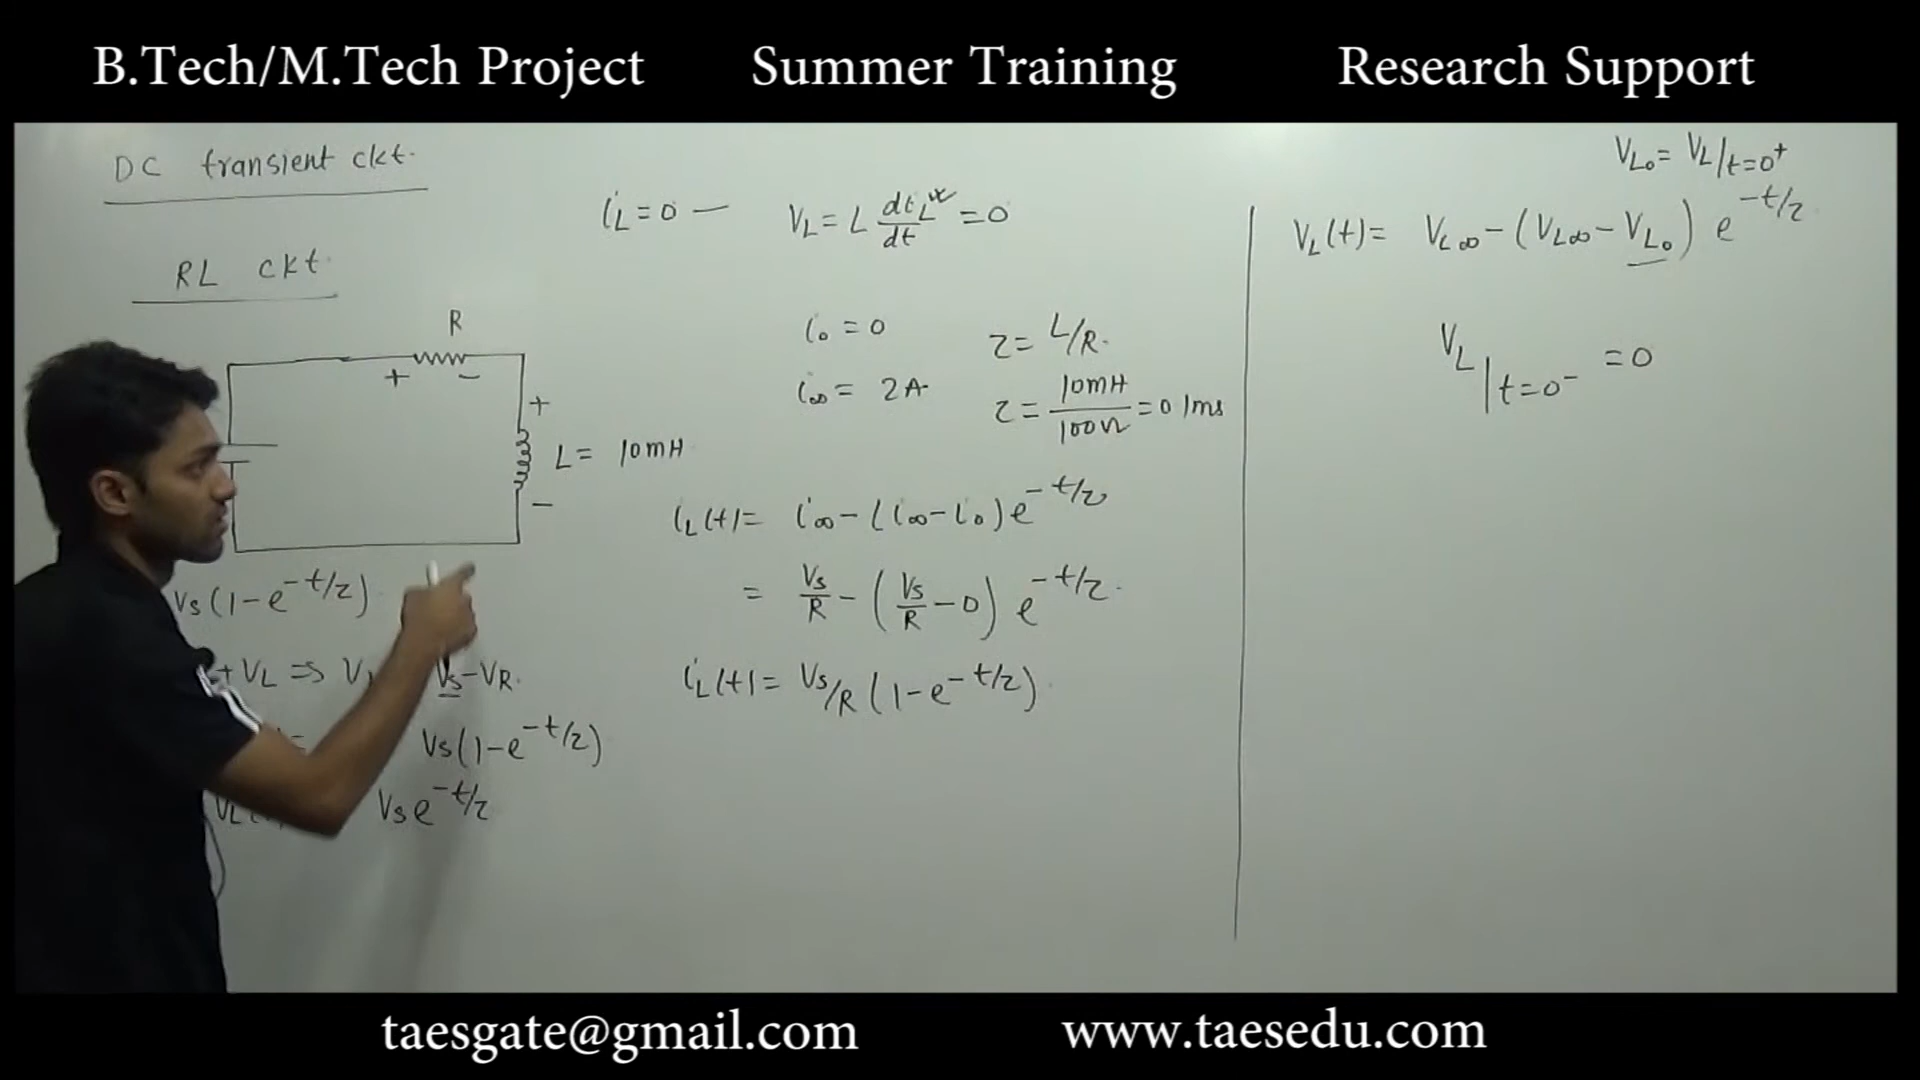 B.Tech/M.Tech Project Summer Training Research Support
DC transient ckt.
RL ckt.
R
+ −
+
L = 10mH
−
Vs(1-e^-t/τ)
+VL ⇒ V Vs-VR.
Vs(1-e^-t/τ)
Vs e^-t/τ
iL=0 — VL = L diL/dt = 0
i0 = 0
i∞ = 2A
τ = L/R.
τ = 10mH/100Ω = 0.1ms
iL(t) = i∞-(i∞-i0)e^-t/τ
= Vs/R - (Vs/R - 0) e^-t/τ.
iL(t) = Vs/R (1-e^-t/τ)
VL0 = VL/t=0+
VL(t) = VL∞ - (VL∞ - VL0) e^-t/τ
VL|t=0- = 0
taesgate@gmail.com www.taesedu.com